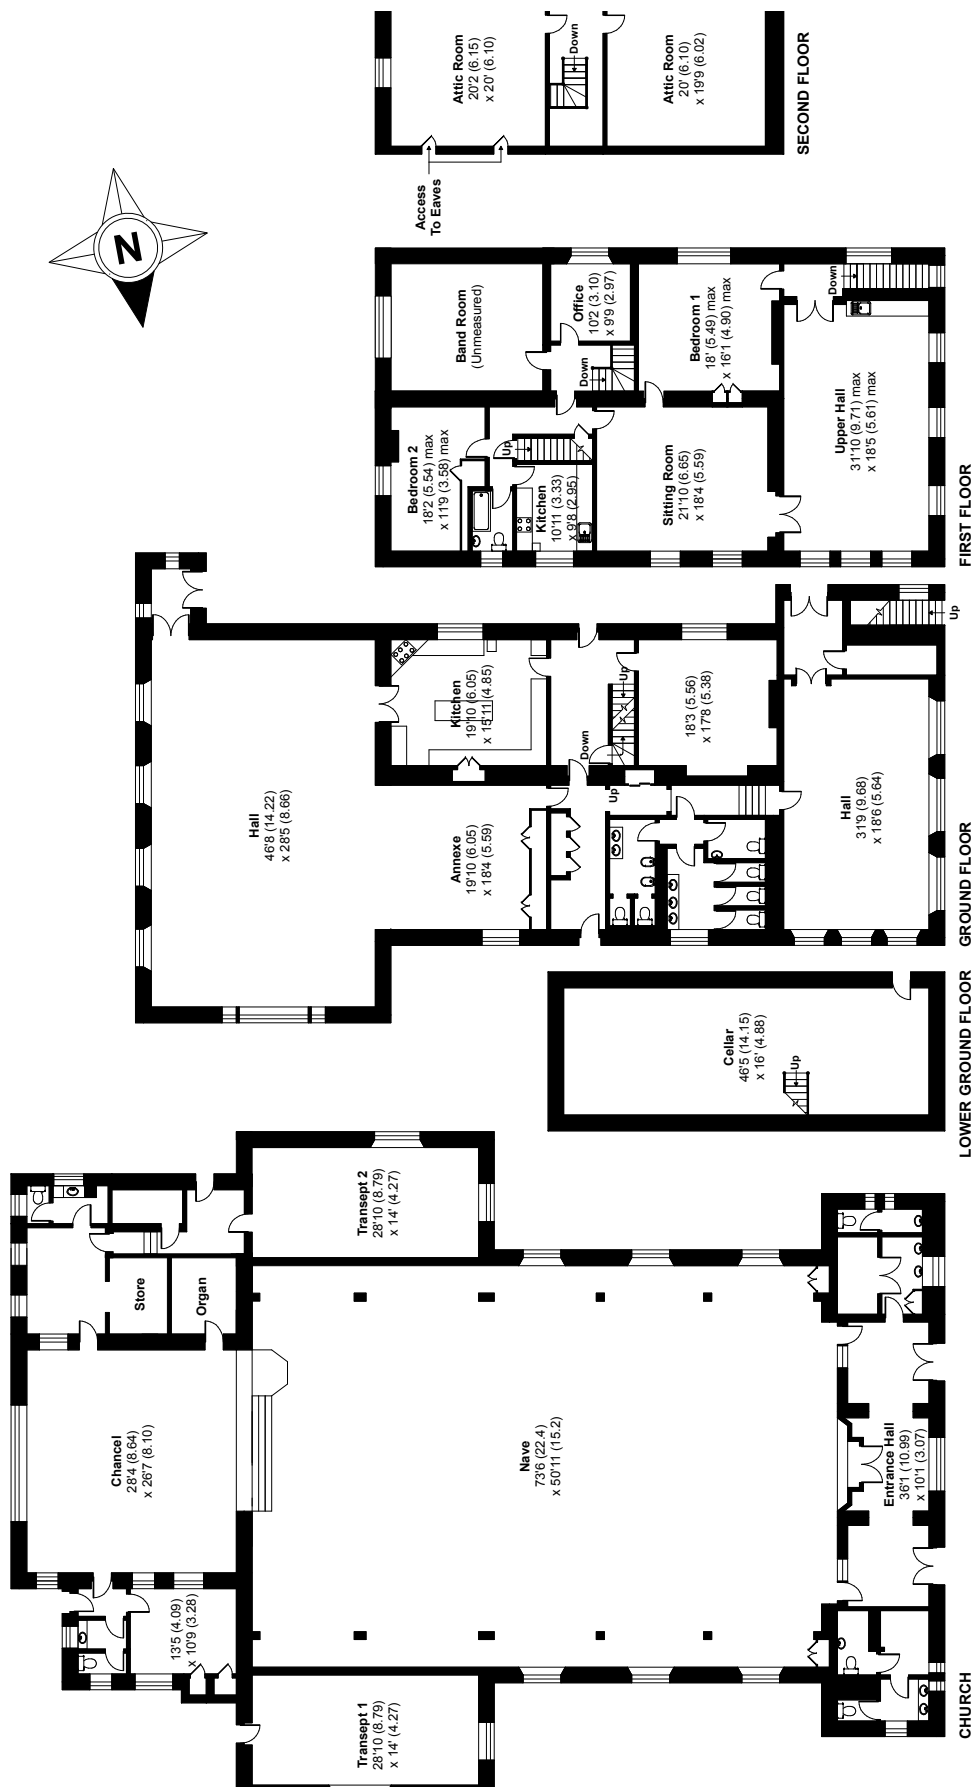 CHURCH
Transept 1
28'10 (8.79)
x 14' (4.27)
13'5 (4.09)
x 10'9 (3.28)
Chancel
28'4 (8.64)
x 26'7 (8.10)
Store
Organ
Transept 2
28'10 (8.79)
x 14' (4.27)
Nave
73'6 (22.4)
x 50'11 (15.2)
Entrance Hall
36'1 (10.99)
x 10'1 (3.07)
LOWER GROUND FLOOR
Cellar
46'5 (14.15)
x 16' (4.88)
Up
GROUND FLOOR
Hall
46'8 (14.22)
x 28'5 (8.66)
Annexe
19'10 (6.05)
x 18'4 (5.59)
Kitchen
19'10 (6.05)
x 15'11 (4.85)
Down
Up
Up
18'3 (5.56)
x 17'8 (5.38)
Hall
31'9 (9.68)
x 18'6 (5.64)
Up
FIRST FLOOR
Bedroom 2
18'2 (5.54) max
x 11'9 (3.58) max
Band Room
(Unmeasured)
Up
Kitchen
10'11 (3.33)
x 9'8 (2.95)
Down
Office
10'2 (3.10)
x 9'9 (2.97)
Sitting Room
21'10 (6.65)
x 18'4 (5.59)
Bedroom 1
18' (5.49) max
x 16'1 (4.90) max
Down
Upper Hall
31'10 (9.71) max
x 18'5 (5.61) max
SECOND FLOOR
Access
To Eaves
Attic Room
20'2 (6.15)
x 20' (6.10)
Down
Attic Room
20' (6.10)
x 19'9 (6.02)
N